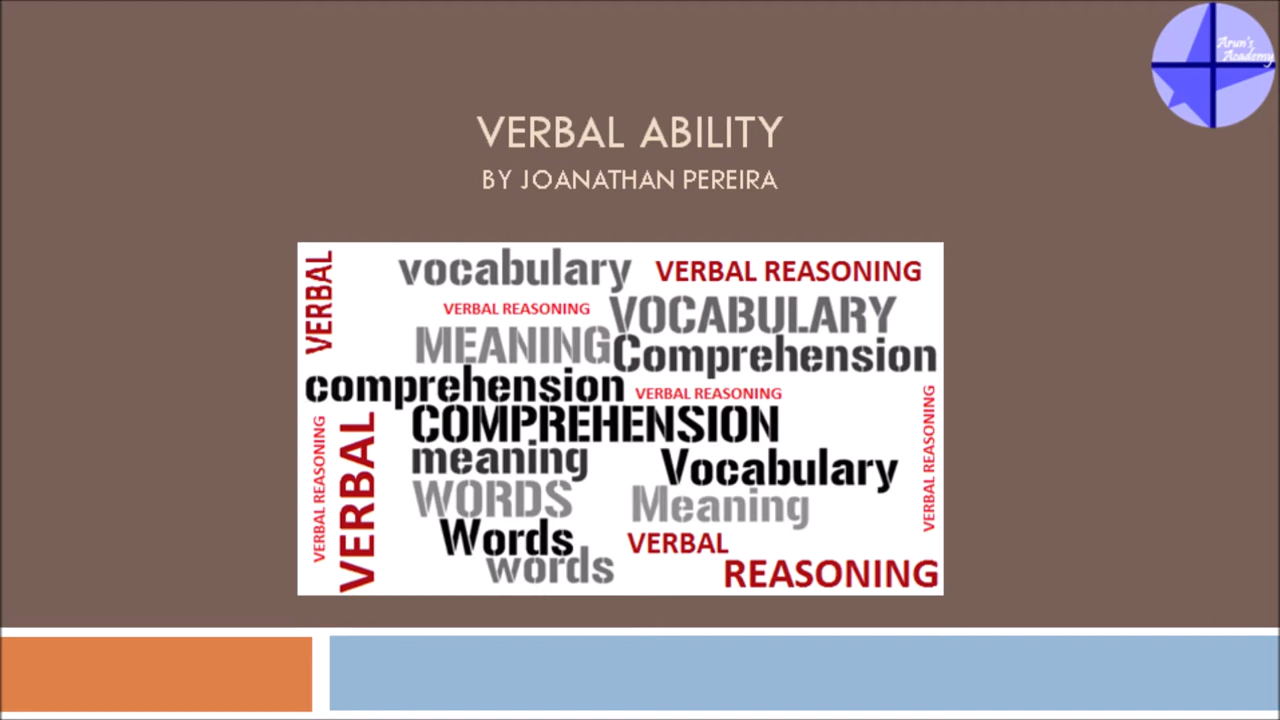 Arun's
Academy
VERBAL ABILITY
BY JOANATHAN PEREIRA
VERBAL
vocabulary
VERBAL REASONING
VERBAL REASONING
VOCABULARY
MEANING
Comprehension
comprehension
VERBAL REASONING
COMPREHENSION
VERBAL REASONING
VERBAL
VERBAL REASONING
meaning
Vocabulary
WORDS
Meaning
Words
VERBAL
words
REASONING